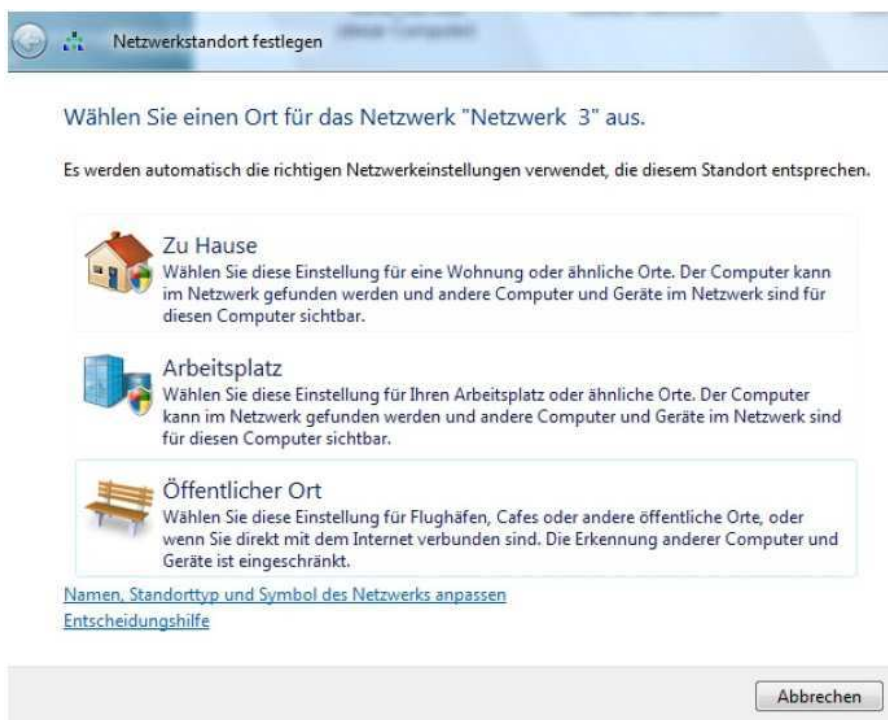 Netzwerkstandort festlegen
Wählen Sie einen Ort für das Netzwerk "Netzwerk 3" aus.
Es werden automatisch die richtigen Netzwerkeinstellungen verwendet, die diesem Standort entsprechen.
Zu Hause
Wählen Sie diese Einstellung für eine Wohnung oder ähnliche Orte. Der Computer kann
im Netzwerk gefunden werden und andere Computer und Geräte im Netzwerk sind für
diesen Computer sichtbar.
Arbeitsplatz
Wählen Sie diese Einstellung für Ihren Arbeitsplatz oder ähnliche Orte. Der Computer
kann im Netzwerk gefunden werden und andere Computer und Geräte im Netzwerk sind
für diesen Computer sichtbar.
Öffentlicher Ort
Wählen Sie diese Einstellung für Flughäfen, Cafes oder andere öffentliche Orte, oder
wenn Sie direkt mit dem Internet verbunden sind. Die Erkennung anderer Computer und
Geräte ist eingeschränkt.
Namen, Standorttyp und Symbol des Netzwerks anpassen
Entscheidungshilfe
Abbrechen